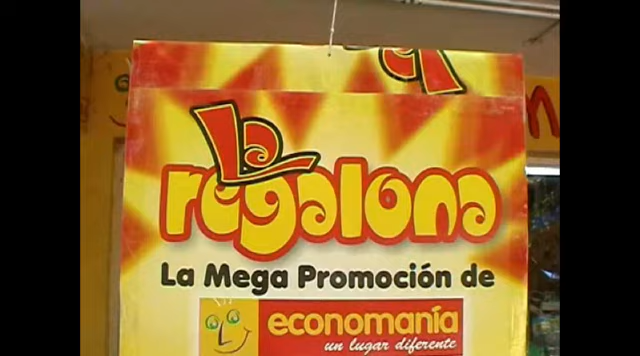 La
regalona
La Mega Promoción de
economanía
un lugar diferente